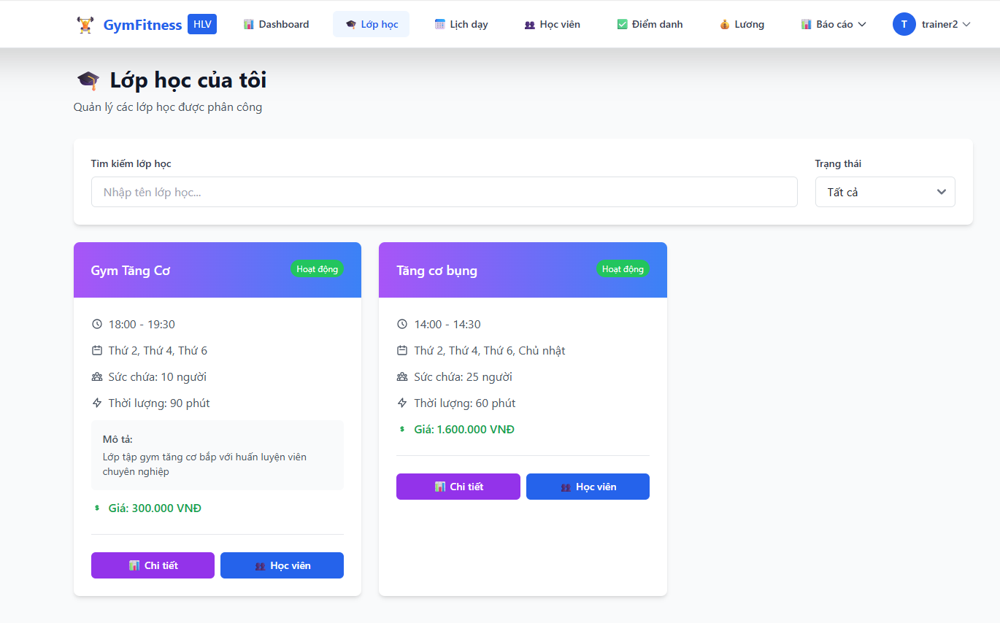 GymFitness HLV Dashboard Lớp học Lịch dạy Học viên Điểm danh Lương Báo cáo T trainer2
Lớp học của tôi
Quản lý các lớp học được phân công
Tìm kiếm lớp học Trạng thái
Nhập tên lớp học... Tất cả
Gym Tăng Cơ Hoạt động
18:00 - 19:30
Thứ 2, Thứ 4, Thứ 6
Sức chứa: 10 người
Thời lượng: 90 phút
Mô tả:
Lớp tập gym tăng cơ bắp với huấn luyện viên
chuyên nghiệp
$ Giá: 300.000 VNĐ
Chi tiết Học viên
Tăng cơ bụng Hoạt động
14:00 - 14:30
Thứ 2, Thứ 4, Thứ 6, Chủ nhật
Sức chứa: 25 người
Thời lượng: 60 phút
$ Giá: 1.600.000 VNĐ
Chi tiết Học viên